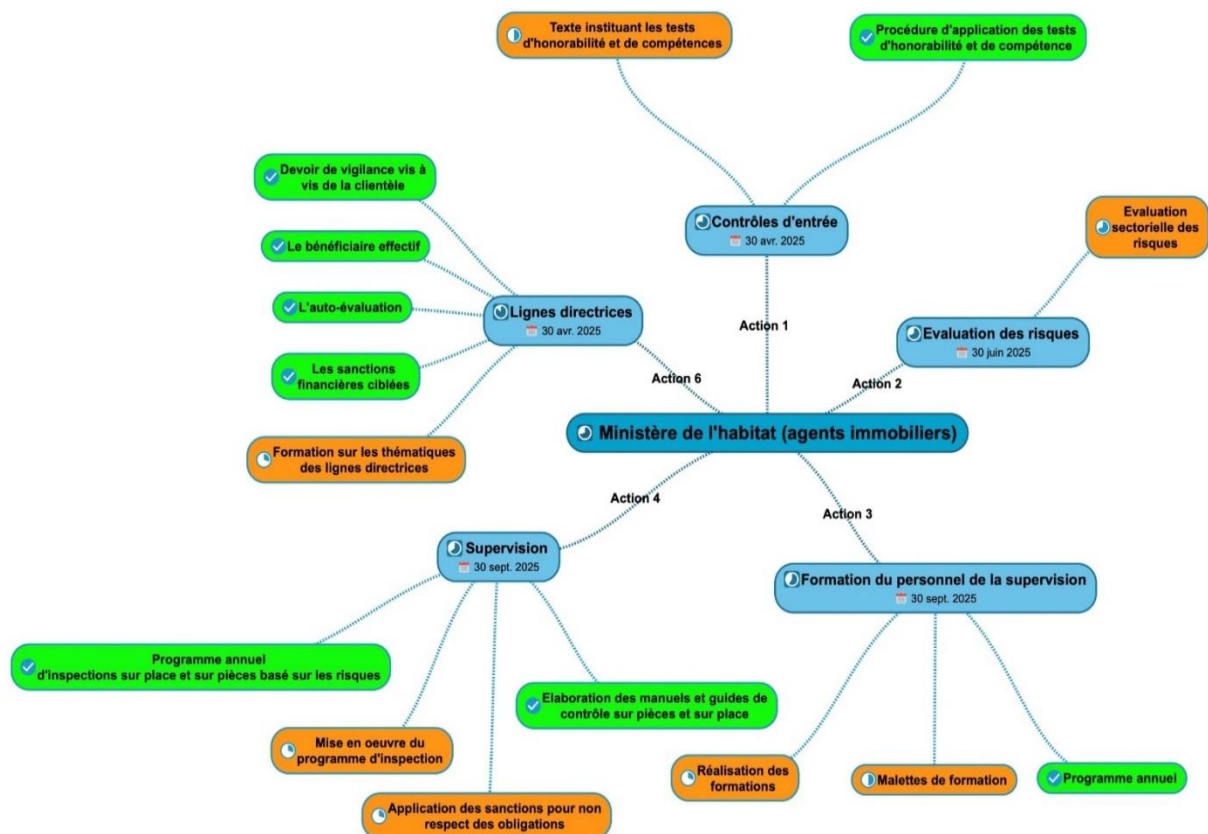 Texte instituant les tests
d'honorabilité et de compétences
Procédure d'application des tests
d'honorabilité et de compétence
Devoir de vigilance vis à
vis de la clientèle
Contrôles d'entrée
30 avr. 2025
Evaluation
sectorielle des
risques
Le bénéficiaire effectif
L'auto-évaluation
Lignes directrices
30 avr. 2025
Action 1
Evaluation des risques
30 juin 2025
Les sanctions
financières ciblées
Action 6
Action 2
Ministère de l'habitat (agents immobiliers)
Formation sur les thématiques
des lignes directrices
Action 4
Action 3
Supervision
30 sept. 2025
Formation du personnel de la supervision
30 sept. 2025
Programme annuel
d'inspections sur place et sur pièces basé sur les risques
Elaboration des manuels et guides de
contrôle sur pièces et sur place
Mise en oeuvre du
programme d'inspection
Réalisation des
formations
Malettes de formation
Programme annuel
Application des sanctions pour non
respect des obligations